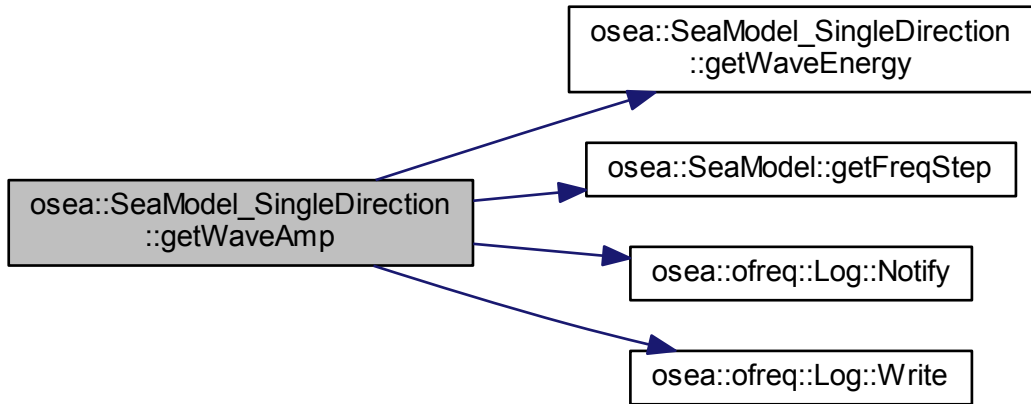 osea::SeaModel_SingleDirection
::getWaveEnergy
osea::SeaModel::getFreqStep
osea::SeaModel_SingleDirection
::getWaveAmp
osea::ofreq::Log::Notify
osea::ofreq::Log::Write